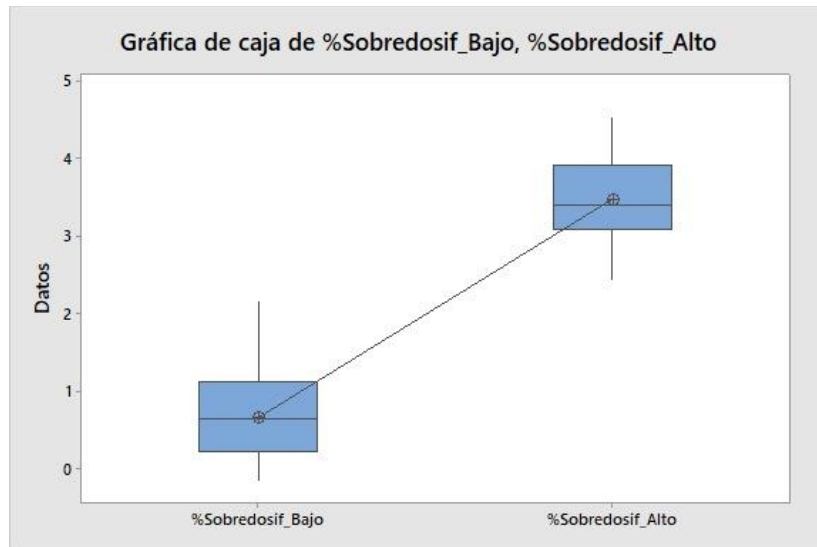 Gráfica de caja de %Sobredosif_Bajo, %Sobredosif_Alto
5
4
3
2
1
0
Datos
%Sobredosif_Bajo
%Sobredosif_Alto